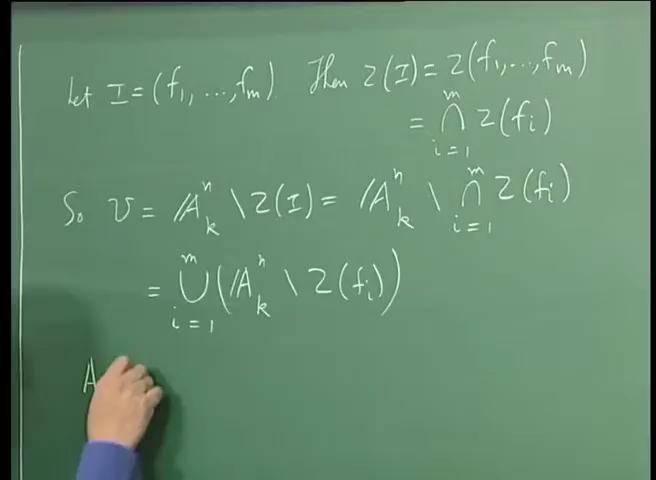 Let I = (f₁, ..., fₘ). Then Z(I) = Z(f₁, ..., fₘ)
= ⋂ᵢ₌₁ᵐ Z(fᵢ)
So U = 𝔸ₖⁿ \ Z(I) = 𝔸ₖⁿ \ ⋂ᵢ₌₁ᵐ Z(fᵢ)
= ⋃ᵢ₌₁ᵐ (𝔸ₖⁿ \ Z(fᵢ))
A